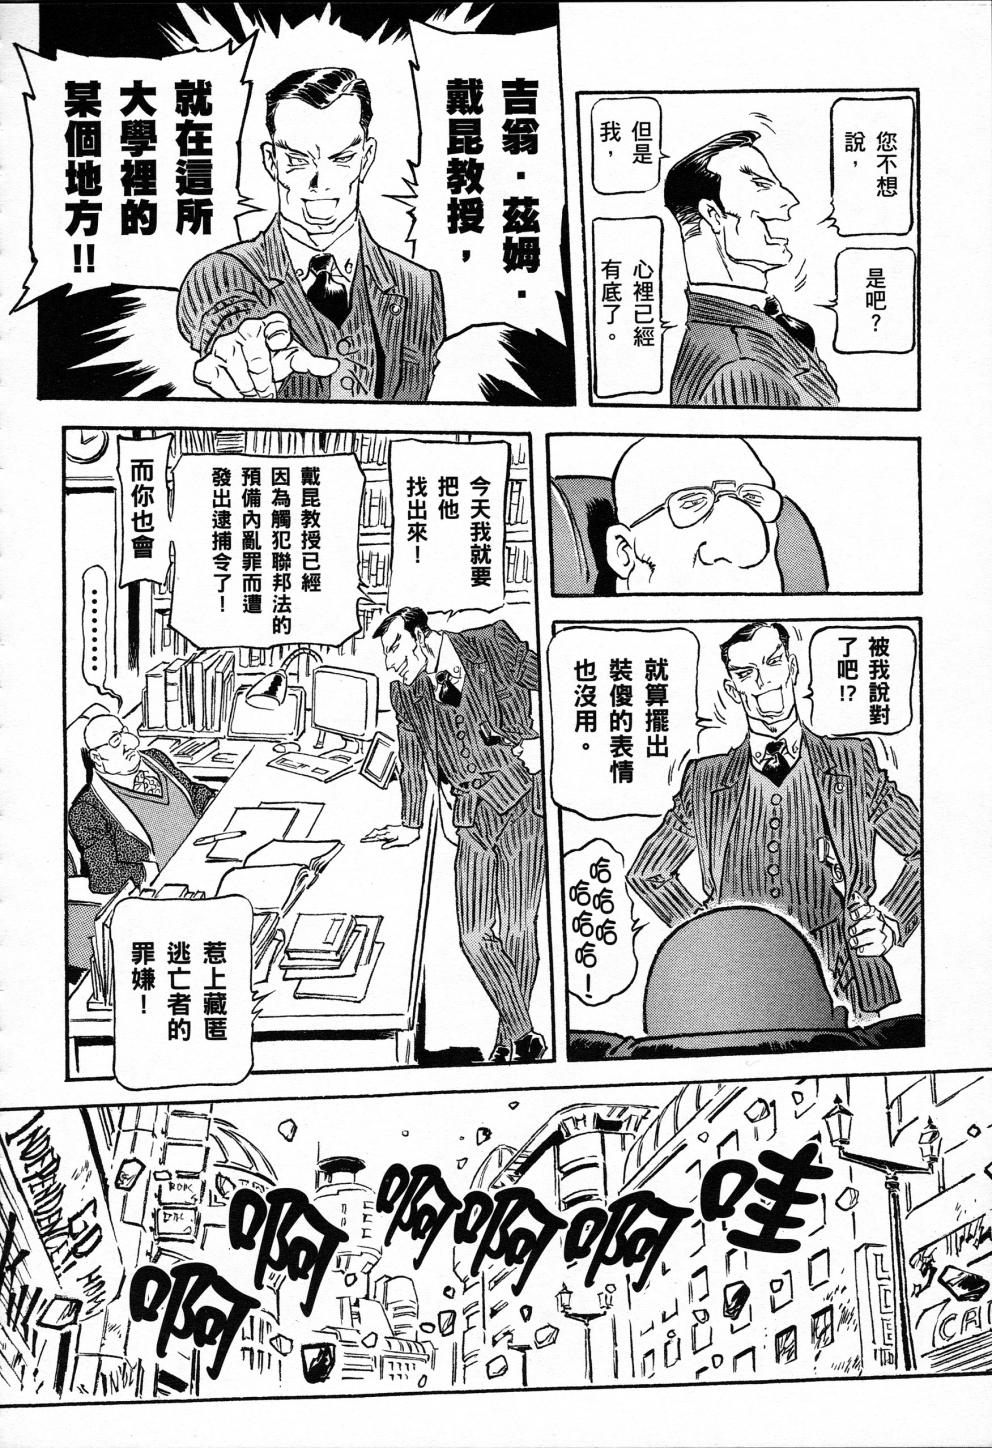 您不想
說，
是吧？
但是
我，
心裡已經
有底了。
吉翁．茲姆．
戴昆教授，
就在這所
大學裡的
某個地方!!
被我說對
了吧!?
就算擺出
裝傻的表情
也沒用。
哈哈哈
哈哈哈！
今天我就要
把他
找出來！
戴昆教授已經
因為觸犯聯邦法的
預備內亂罪而遭
發出逮捕令了！
而你也會
………
惹上藏匿
逃亡者的
罪嫌！
哇
啊
啊
啊
啊
啊
INDEPENDENCE!